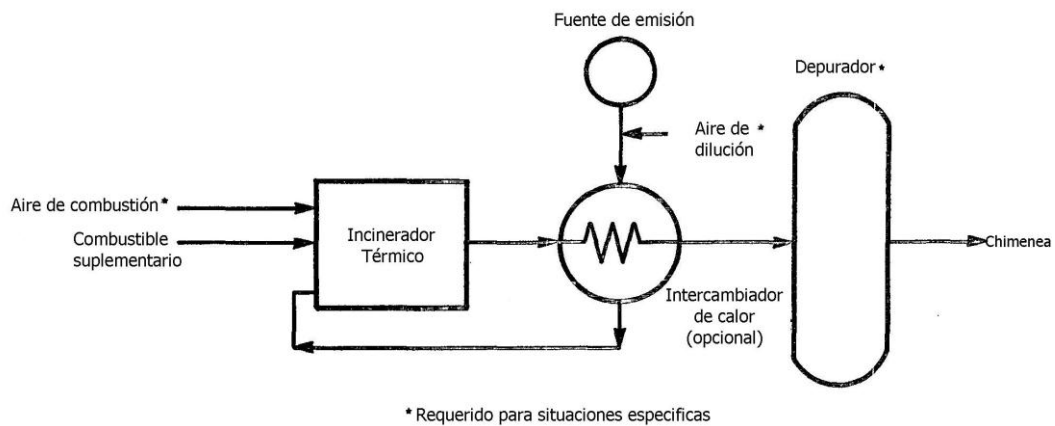 Fuente de emisión
Depurador *
Aire de *
dilución
Aire de combustión *
Combustible
suplementario
Incinerador
Térmico
Chimenea
Intercambiador
de calor
(opcional)
* Requerido para situaciones especificas